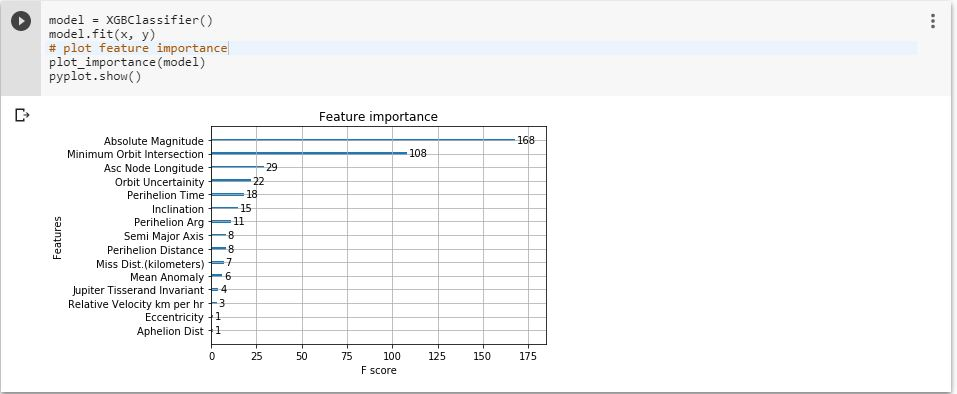 model = XGBClassifier()
model.fit(x, y)
# plot feature importance
plot_importance(model)
pyplot.show()
Feature importance
Absolute Magnitude 168
Minimum Orbit Intersection 108
Asc Node Longitude 29
Orbit Uncertainity 22
Perihelion Time 18
Inclination 15
Perihelion Arg 11
Semi Major Axis 8
Perihelion Distance 8
Miss Dist.(kilometers) 7
Mean Anomaly 6
Jupiter Tisserand Invariant 4
Relative Velocity km per hr 3
Eccentricity 1
Aphelion Dist 1
Features
0 25 50 75 100 125 150 175
F score